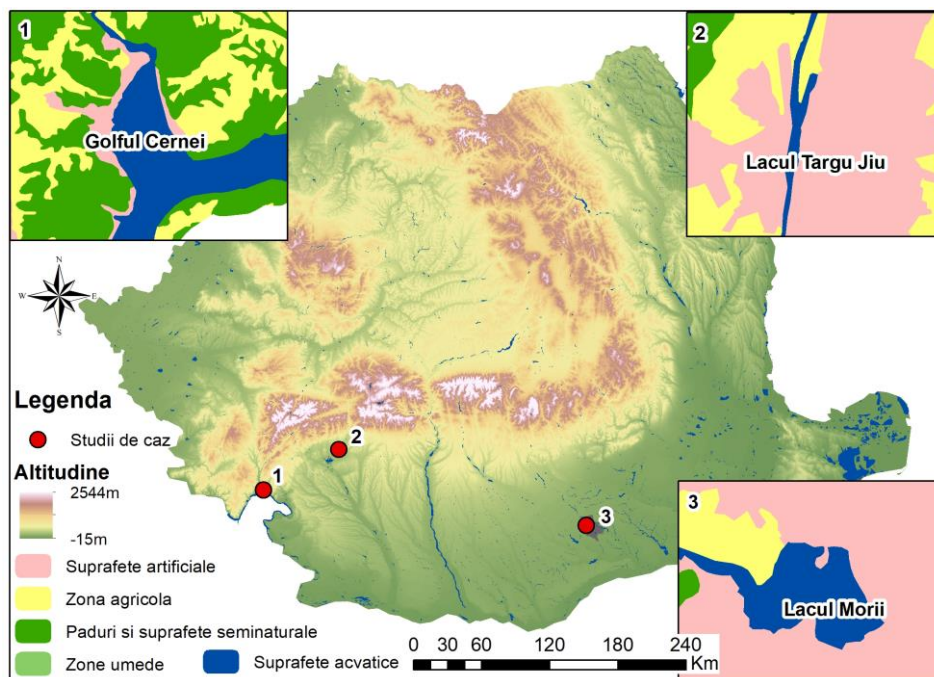 1
Golful Cernei
2
Lacul Targu Jiu
N
W E
S
Legenda
Studii de caz
Altitudine
2544m
-15m
Suprafete artificiale
Zona agricola
Paduri si suprafete seminaturale
Zone umede
Suprafete acvatice
1
2
3
0 30 60 120 180 240
Km
3
Lacul Morii